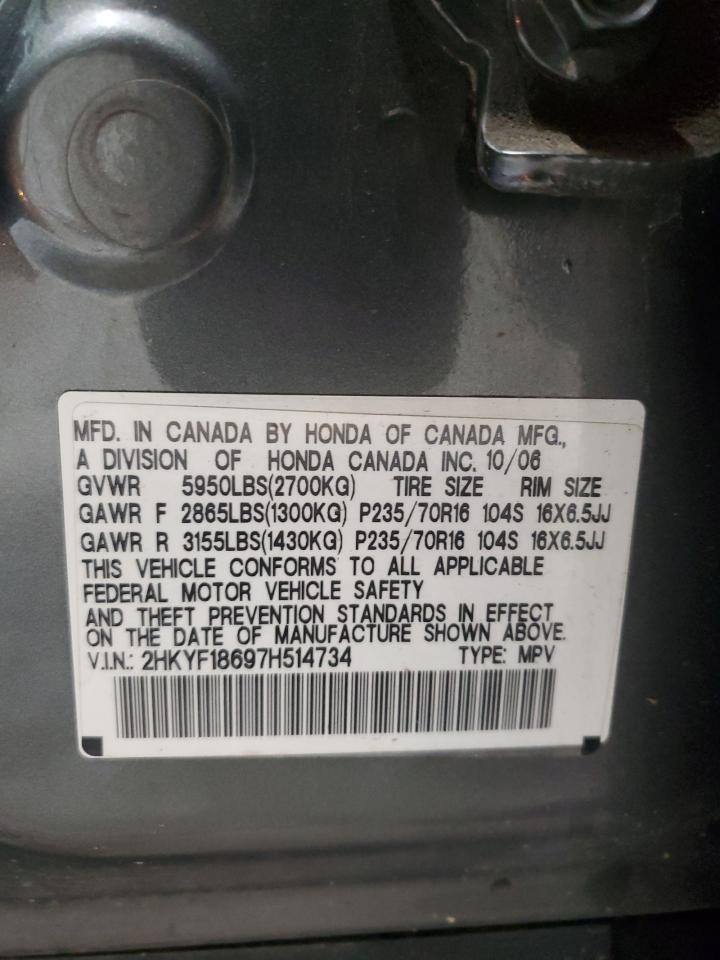 MFD. IN CANADA BY HONDA OF CANADA MFG.,
A DIVISION OF HONDA CANADA INC. 10/06
GVWR 5950LBS(2700KG) TIRE SIZE RIM SIZE
GAWR F 2865LBS(1300KG) P235/70R16 104S 16X6.5JJ
GAWR R 3155LBS(1430KG) P235/70R16 104S 16X6.5JJ
THIS VEHICLE CONFORMS TO ALL APPLICABLE
FEDERAL MOTOR VEHICLE SAFETY
AND THEFT PREVENTION STANDARDS IN EFFECT
ON THE DATE OF MANUFACTURE SHOWN ABOVE.
V.I.N.: 2HKYF18697H514734 TYPE: MPV